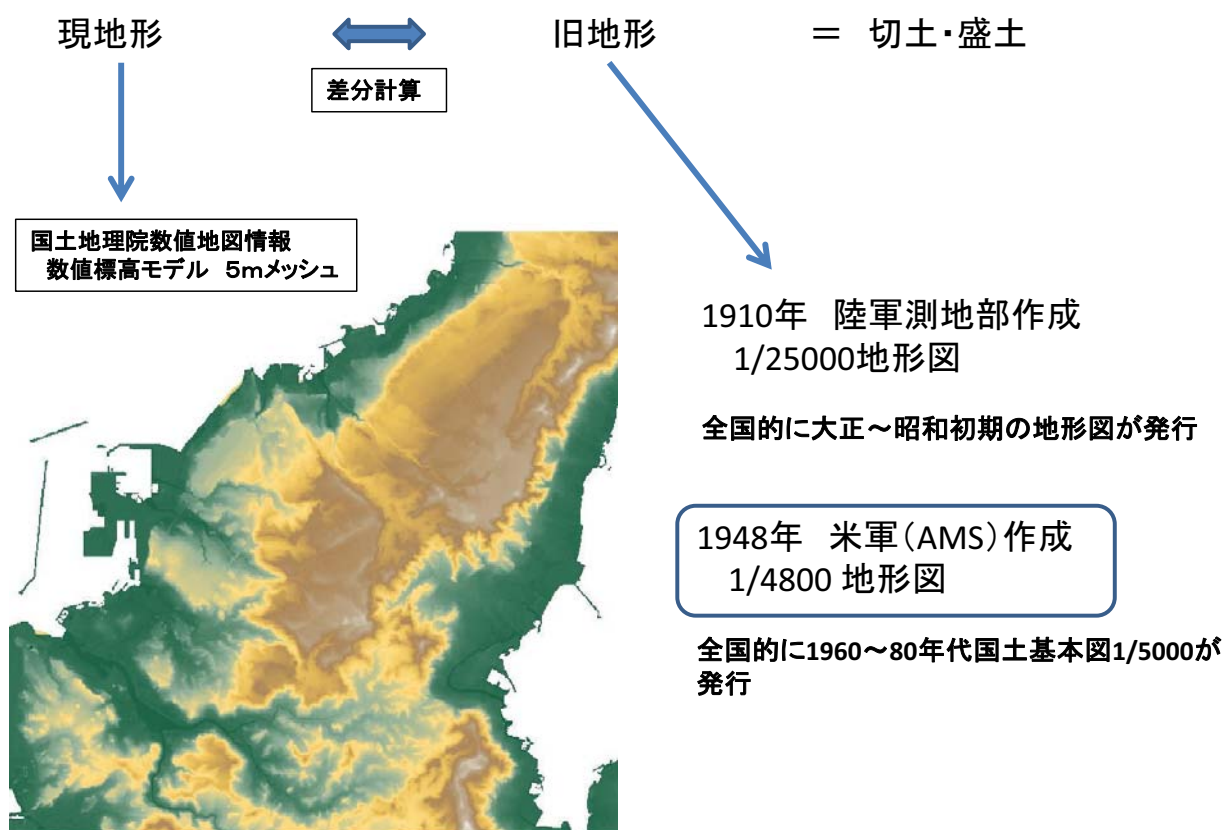 現地形 旧地形 = 切土・盛土
差分計算
国土地理院数値地図情報
数値標高モデル 5mメッシュ
1910年 陸軍測地部作成
1/25000地形図
全国的に大正～昭和初期の地形図が発行
1948年 米軍(AMS)作成
1/4800 地形図
全国的に1960～80年代国土基本図1/5000が
発行